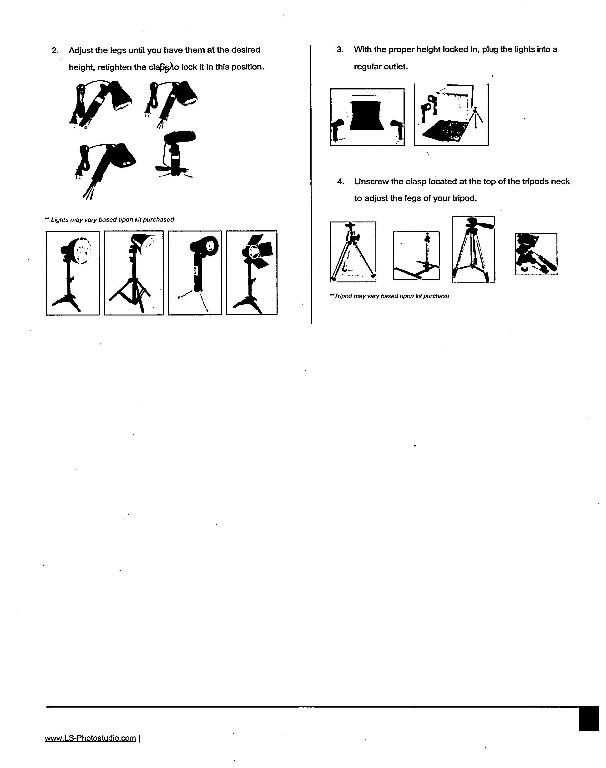 2. Adjust the legs until you have them at the desired
height, retighten the clasp to lock it in this position.
** Lights may vary based upon kit purchased
3. With the proper height locked in, plug the lights into a
regular outlet.
4. Unscrew the clasp located at the top of the tripods neck
to adjust the legs of your tripod.
**Tripod may vary based upon kit purchase
www.LS-Photostudio.com |